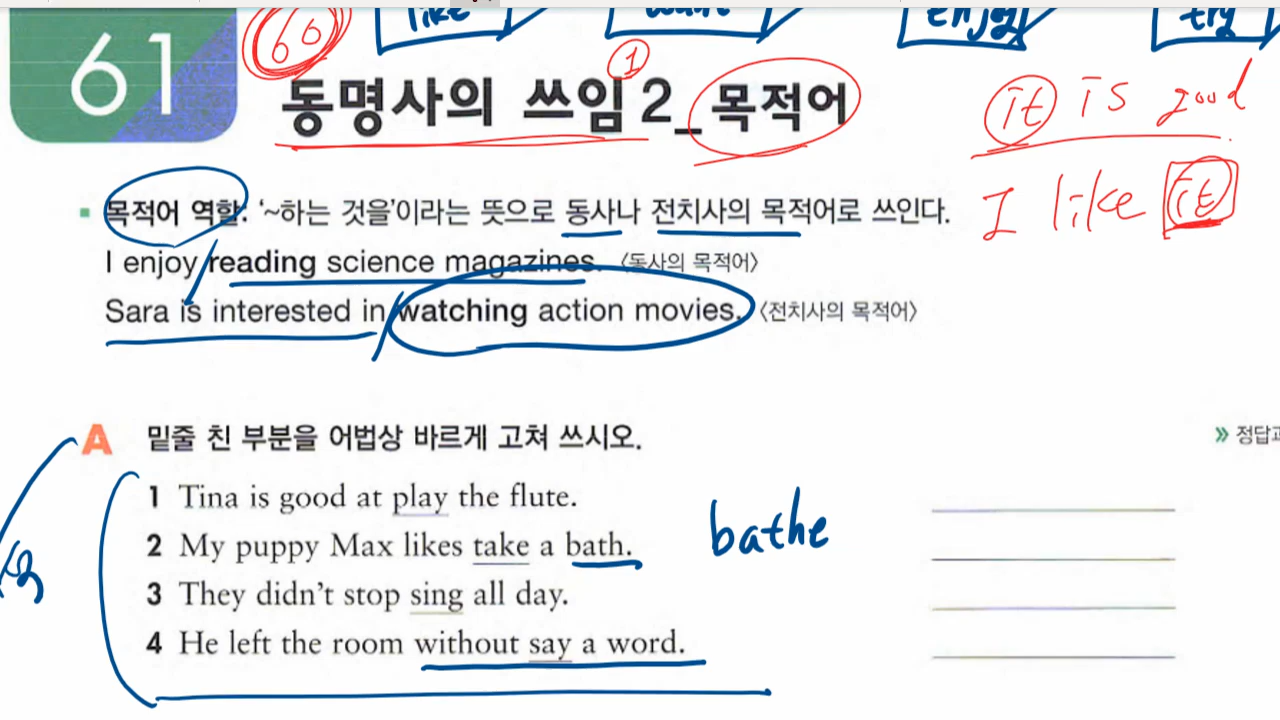 like enjoy try
61
66
동명사의 쓰임 2_목적어
1
it is good
I like it
목적어 역할: '~하는 것을'이라는 뜻으로 동사나 전치사의 목적어로 쓰인다.
I enjoy reading science magazines. 〈동사의 목적어〉
Sara is interested in watching action movies. 〈전치사의 목적어〉
A 밑줄 친 부분을 어법상 바르게 고쳐 쓰시오.
» 정답과
1 Tina is good at play the flute.
2 My puppy Max likes take a bath.
bathe
3 They didn't stop sing all day.
4 He left the room without say a word.